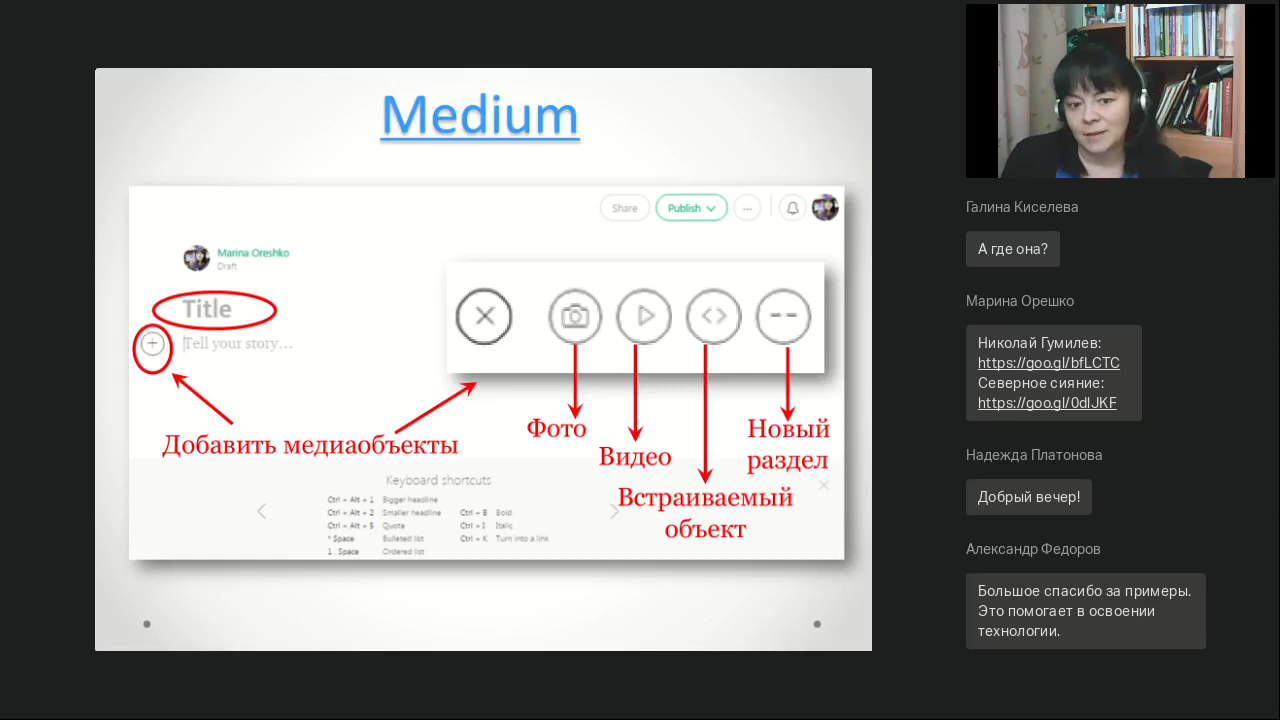 Medium
Share
Publish
...
Marina Oreshko
Draft
Title
Tell your story...
Добавить медиаобъекты
Фото
Видео
Встраиваемый
объект
Новый
раздел
Keyboard shortcuts
Ctrl + Alt + 1 Bigger headline
Ctrl + Alt + 2 Smaller headline Ctrl + B Bold
Ctrl + Alt + 5 Quote Ctrl + I Italic
* Space Bulleted list Ctrl + K Turn into a link
1 . Space Ordered list
Галина Киселева
А где она?
Марина Орешко
Николай Гумилев:
https://goo.gl/bfLCTC
Северное сияние:
https://goo.gl/0dlJKF
Надежда Платонова
Добрый вечер!
Александр Федоров
Большое спасибо за примеры.
Это помогает в освоении
технологии.